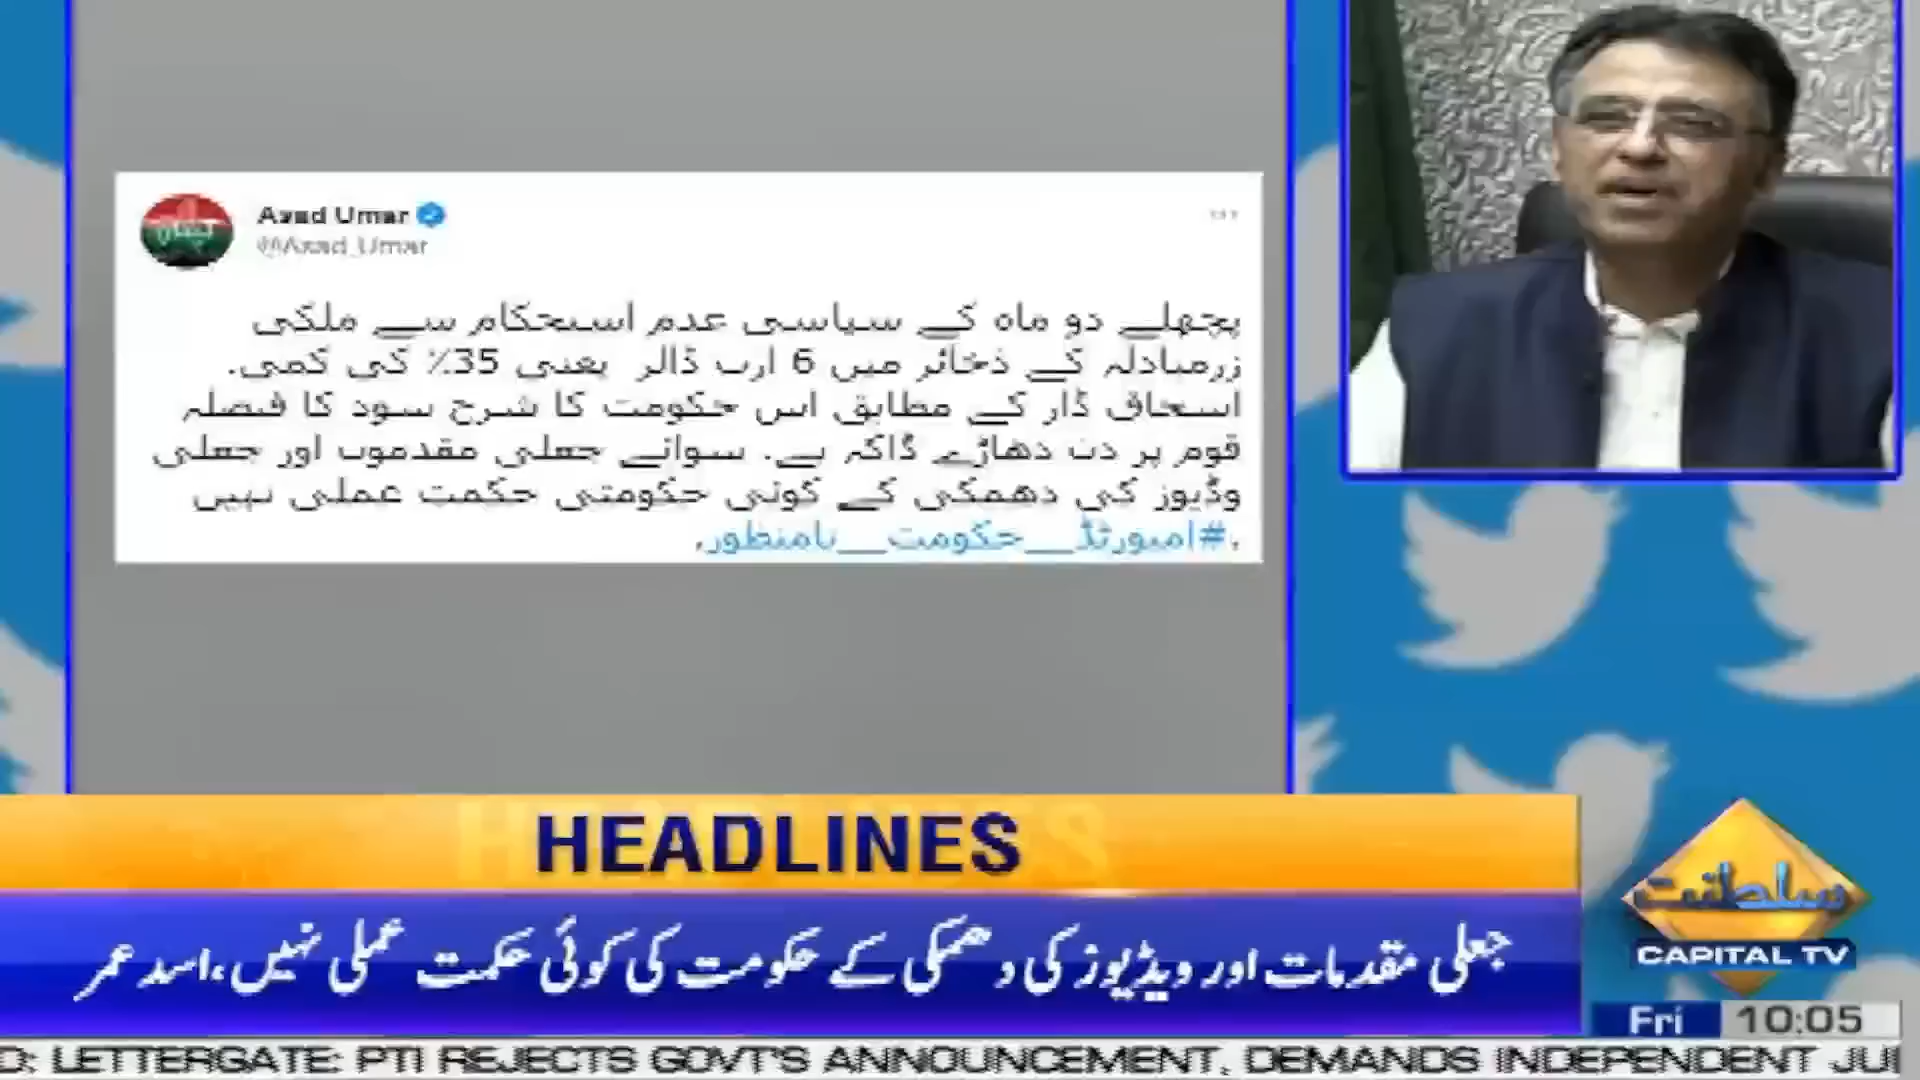 Asad Umar
@Asad_Umar
پچھلے دو ماہ کے سیاسی عدم استحکام سے ملکی
زرمبادلہ کے ذخائر میں 6 ارب ڈالر یعنی 35٪ کی کمی.
اسحاق ڈار کے مطابق اس حکومت کا شرح سود کا فیصلہ
قوم پر دن دھاڑے ڈاکہ ہے. سوائے جعلی مقدموں اور جعلی
وڈیوز کی دھمکی کے کوئی حکومتی حکمت عملی نہیں
.#امپورٹڈ__حکومت__نامنظور.
HEADLINES
جعلی مقدمات اور ویڈیوز کی دھمکی کے حکومت کی کوئی حکمت عملی نہیں،اسد عمر
سلطنت
CAPITAL TV
Fri 10:05
D: LETTERGATE: PTI REJECTS GOVT'S ANNOUNCEMENT, DEMANDS INDEPENDENT JUI